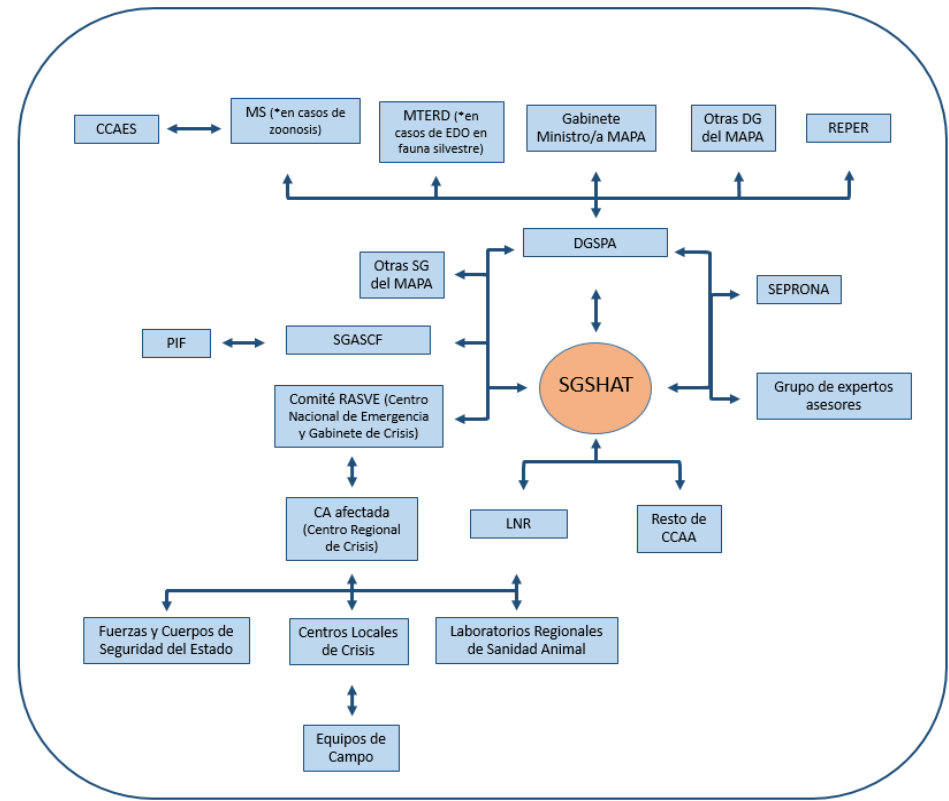 CCAES
MS (*en casos de
zoonosis)
MTERD (*en
casos de EDO en
fauna silvestre)
Gabinete
Ministro/a MAPA
Otras DG
del MAPA
REPER
DGSPA
Otras SG
del MAPA
SEPRONA
PIF
SGASCF
SGSHAT
Grupo de expertos
asesores
Comité RASVE (Centro
Nacional de Emergencia
y Gabinete de Crisis)
CA afectada
(Centro Regional
de Crisis)
LNR
Resto de
CCAA
Fuerzas y Cuerpos de
Seguridad del Estado
Centros Locales
de Crisis
Laboratorios Regionales
de Sanidad Animal
Equipos de
Campo